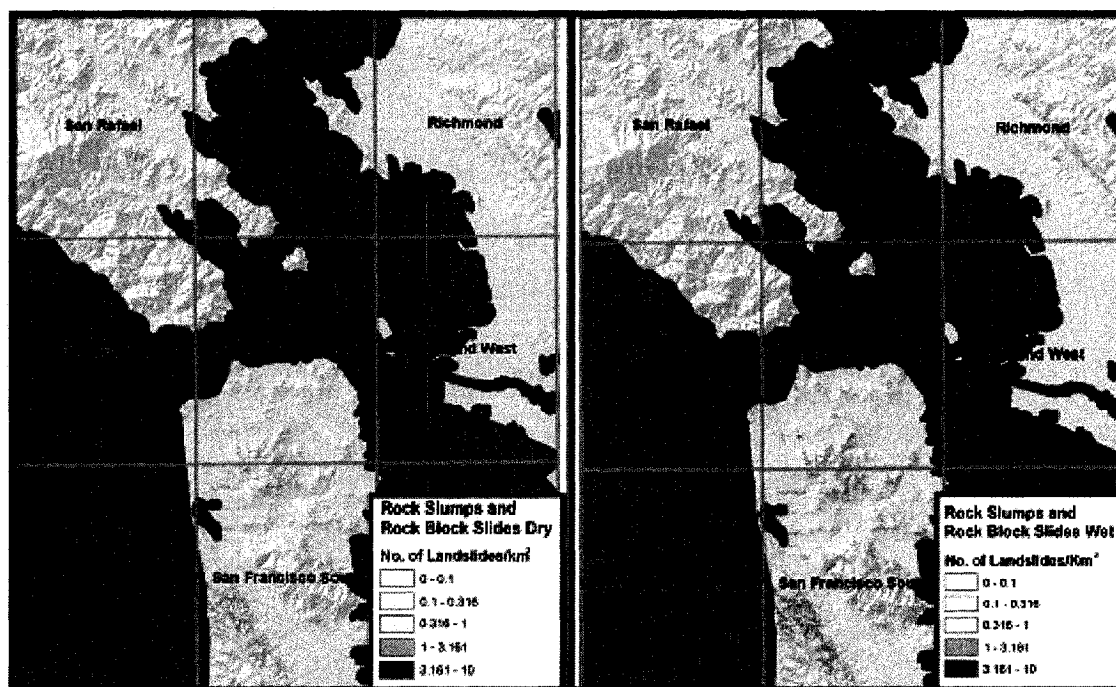 San Rafael
Richmond
nd West
San Francisco Sou
Rock Slumps and
Rock Block Slides Dry
No. of Landslides/km²
0 - 0.1
0.1 - 0.316
0.316 - 1
1 - 3.161
3.161 - 10
San Rafael
Richmond
nd West
San Francisco Sou
Rock Slumps and
Rock Block Slides Wet
No. of Landslides/Km²
0 - 0.1
0.1 - 0.316
0.316 - 1
1 - 3.161
3.161 - 10